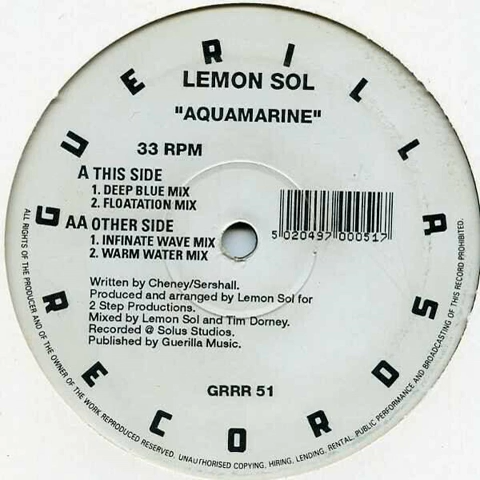 GUERILLA RECORDS
LEMON SOL
"AQUAMARINE"
33 RPM
A THIS SIDE
1. DEEP BLUE MIX
2. FLOATATION MIX
AA OTHER SIDE
1. INFINATE WAVE MIX
2. WARM WATER MIX
5 020497 000517
Written by Cheney/Sershall.
Produced and arranged by Lemon Sol for
2 Step Productions.
Mixed by Lemon Sol and Tim Dorney.
Recorded @ Solus Studios.
Published by Guerilla Music.
GRRR 51
ALL RIGHTS OF THE PRODUCER AND OF THE OWNER OF THE WORK REPRODUCED RESERVED. UNAUTHORISED COPYING, HIRING, LENDING, RENTAL, PUBLIC PERFORMANCE AND BROADCASTING OF THIS RECORD PROHIBITED.